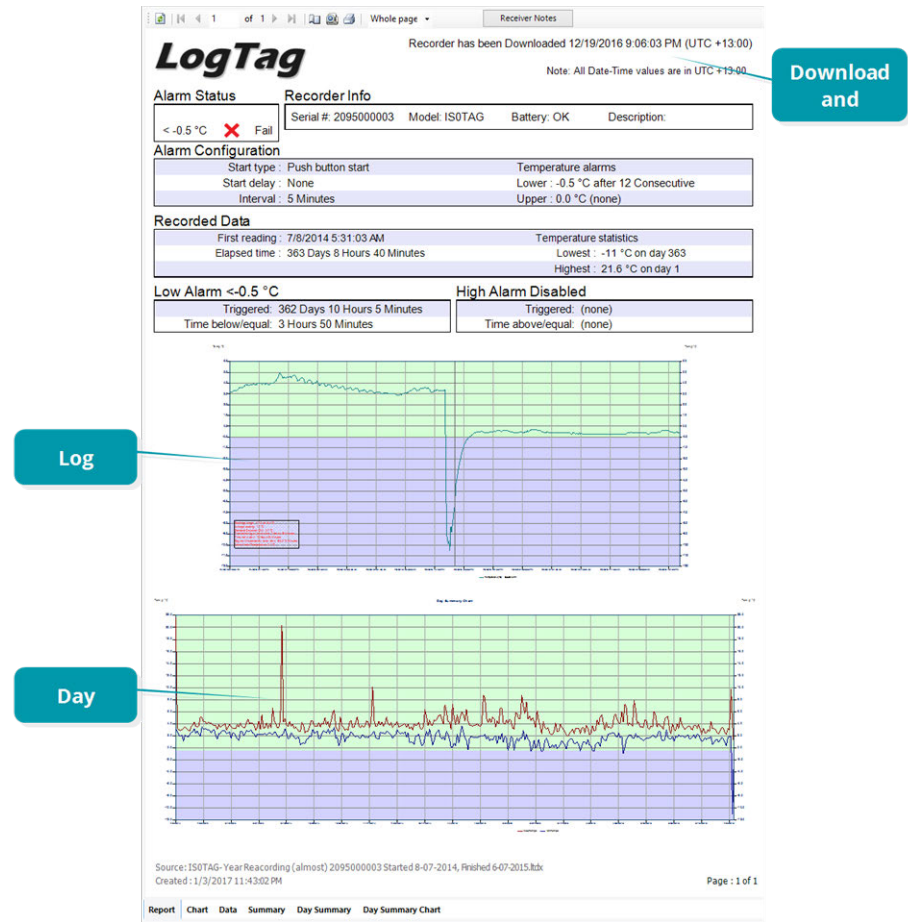 1 of 1 Whole page Receiver Notes
LogTag
Recorder has been Downloaded 12/19/2016 9:06:03 PM (UTC +13:00)
Note: All Date-Time values are in UTC +13:00
Download
and
Alarm Status
< -0.5 °C Fail
Recorder Info
Serial #: 2095000003 Model: IS0TAG Battery: OK Description:
Alarm Configuration
Start type : Push button start Temperature alarms
Start delay : None Lower : -0.5 °C after 12 Consecutive
Interval : 5 Minutes Upper : 0.0 °C (none)
Recorded Data
First reading : 7/8/2014 5:31:03 AM Temperature statistics
Elapsed time : 363 Days 8 Hours 40 Minutes Lowest : -11 °C on day 363
Highest : 21.6 °C on day 1
Low Alarm <-0.5 °C
Triggered: 362 Days 10 Hours 5 Minutes
Time below/equal: 3 Hours 50 Minutes
High Alarm Disabled
Triggered: (none)
Time above/equal: (none)
Log
Day Summary Chart
Day
Source: IS0TAG- Year Reacording (almost) 2095000003 Started 8-07-2014, Finished 6-07-2015.ltdx
Created : 1/3/2017 11:43:02 PM
Page : 1 of 1
Report Chart Data Summary Day Summary Day Summary Chart